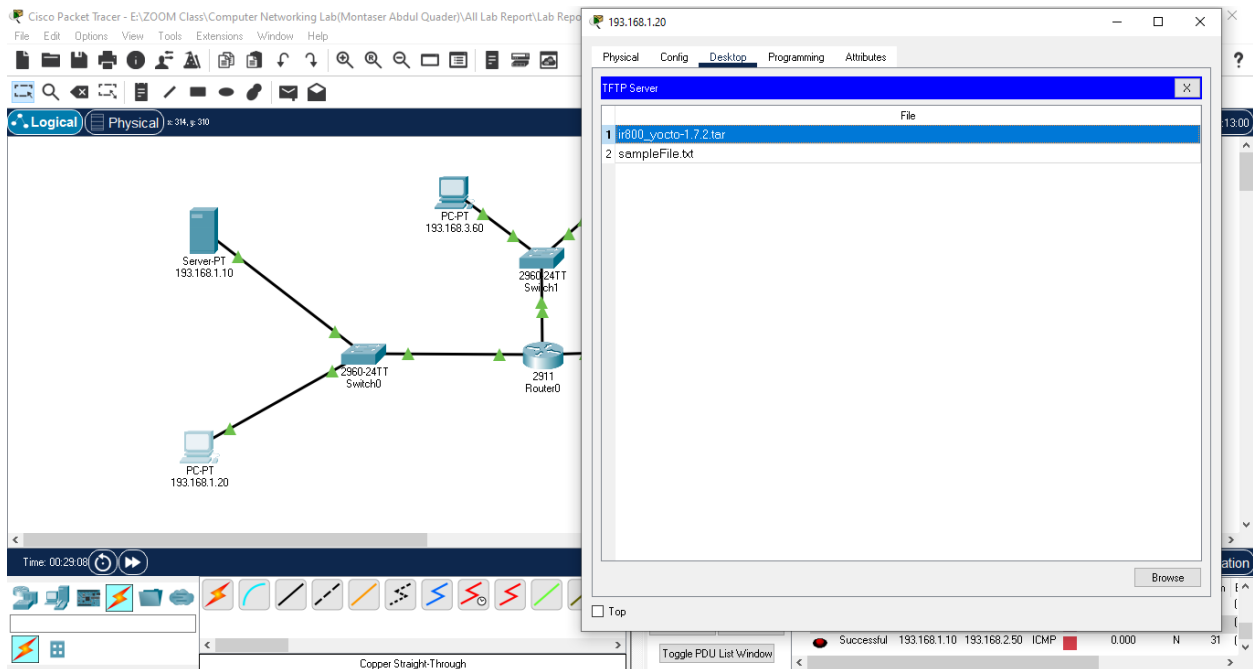 Cisco Packet Tracer - E:\ZOOM Class\Computer Networking Lab(Montaser Abdul Quader)\All Lab Report\Lab Repo
File Edit Options View Tools Extensions Window Help
?
Logical Physical x: 314, y: 310
:13:00
PC-PT
193.168.3.60
Server-PT
193.168.1.10
2960-24TT
Switch1
2960-24TT
Switch0
2911
Router0
PC-PT
193.168.1.20
Time: 00:29:08
Copper Straight-Through
193.168.1.20
Physical Config Desktop Programming Attributes
TFTP Server X
File
1 ir800_yocto-1.7.2.tar
2 sampleFile.txt
Browse
Top
ation
Successful 193.168.1.10 193.168.2.50 ICMP 0.000 N 31
Toggle PDU List Window